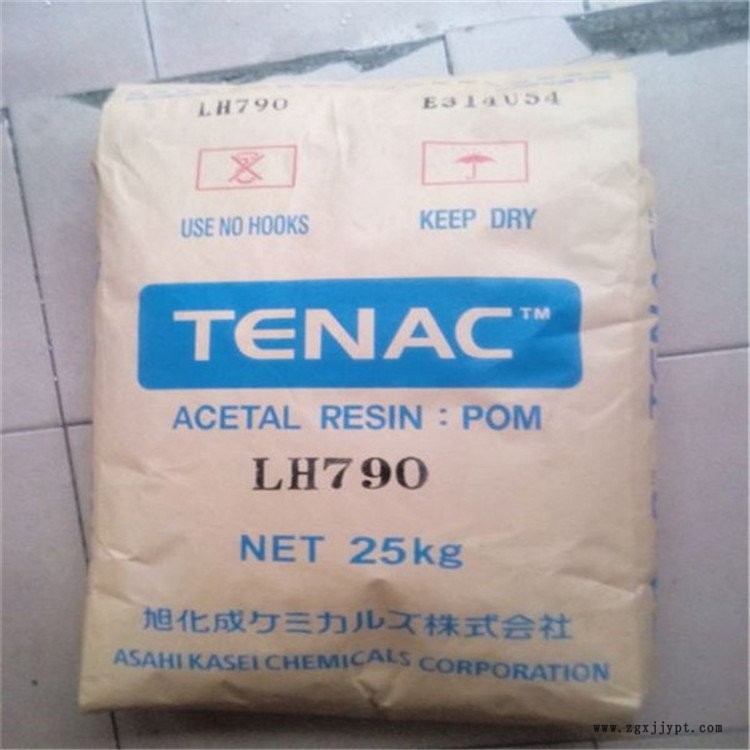 LH790 E314U54
USE NO HOOKS KEEP DRY
TENAC™
ACETAL RESIN : POM
LH790
NET 25kg
旭化成ケミカルズ株式会社
ASAHI KASEI CHEMICALS CORPORATION
www.zgxjjypt.com